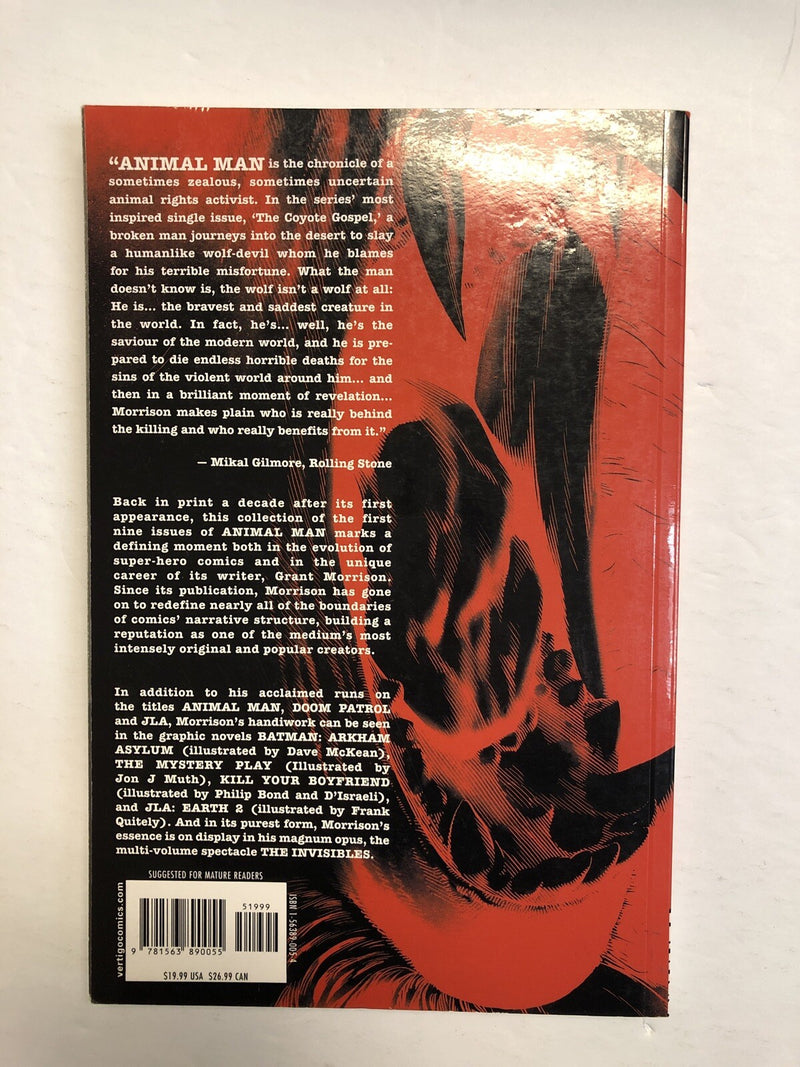 “ANIMAL MAN is the chronicle of a
sometimes zealous, sometimes uncertain
animal rights activist. In the series’ most
inspired single issue, ‘The Coyote Gospel,’ a
broken man journeys into the desert to slay
a humanlike wolf-devil whom he blames
for his terrible misfortune. What the man
doesn’t know is, the wolf isn’t a wolf at all:
He is... the bravest and saddest creature in
the world. In fact, he’s... well, he’s the
saviour of the modern world, and he is pre-
pared to die endless horrible deaths for the
sins of the violent world around him... and
then in a brilliant moment of revelation...
Morrison makes plain who is really behind
the killing and who really benefits from it.”
— Mikal Gilmore, Rolling Stone
Back in print a decade after its first
appearance, this collection of the first
nine issues of ANIMAL MAN marks a
defining moment both in the evolution of
super-hero comics and in the unique
career of its writer, Grant Morrison.
Since its publication, Morrison has gone
on to redefine nearly all of the boundaries
of comics’ narrative structure, building a
reputation as one of the medium’s most
intensely original and popular creators.
In addition to his acclaimed runs on
the titles ANIMAL MAN, DOOM PATROL
and JLA, Morrison’s handiwork can be seen
in the graphic novels BATMAN: ARKHAM
ASYLUM (illustrated by Dave McKean),
THE MYSTERY PLAY (Illustrated by
Jon J Muth), KILL YOUR BOYFRIEND
(illustrated by Philip Bond and D’Israeli),
and JLA: EARTH 2 (illustrated by Frank
Quitely). And in its purest form, Morrison’s
essence is on display in his magnum opus, the
multi-volume spectacle THE INVISIBLES.
SUGGESTED FOR MATURE READERS
vertigocomics.com
51999
9 781563 890055
$19.99 USA $26.99 CAN
ISBN 1-56389-005-4